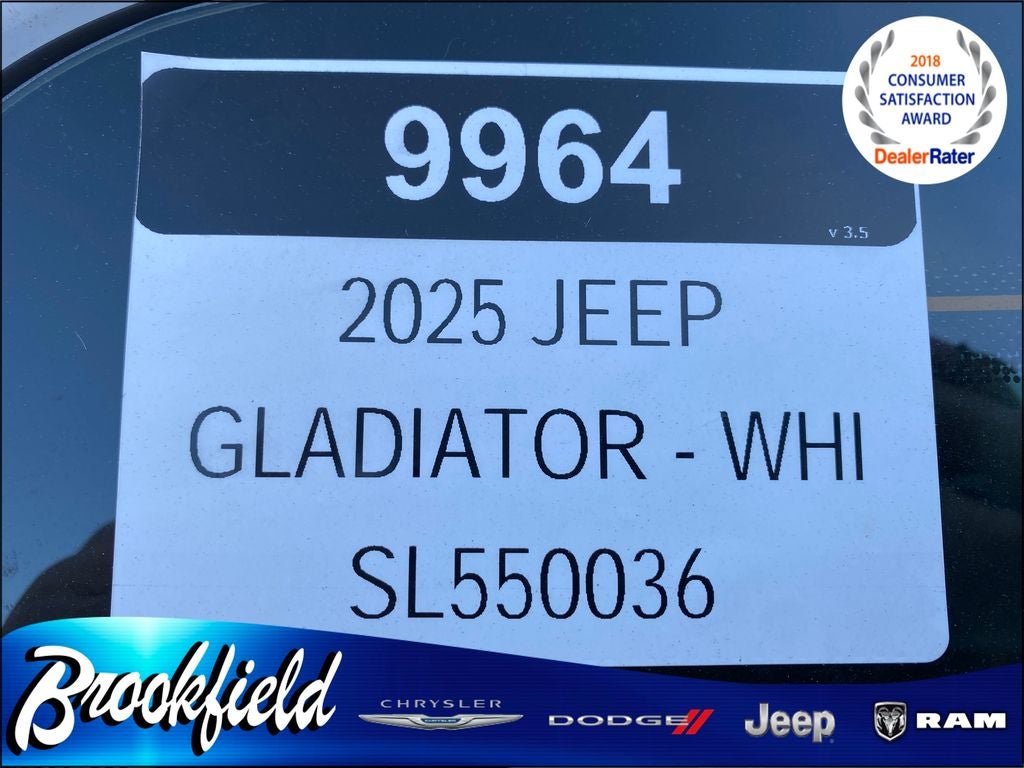 9964
v 3.5
2025 JEEP
GLADIATOR - WHI
SL550036
2018
CONSUMER
SATISFACTION
AWARD
DealerRater
Brookfield
CHRYSLER
DODGE
Jeep
RAM